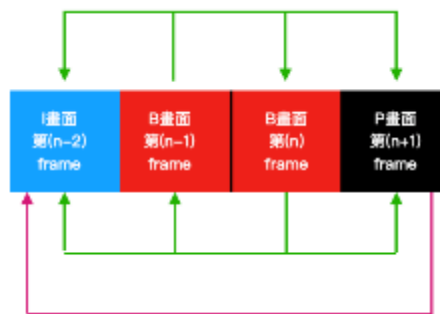 I畫面
第(n-2)
frame
B畫面
第(n-1)
frame
B畫面
第(n)
frame
P畫面
第(n+1)
frame